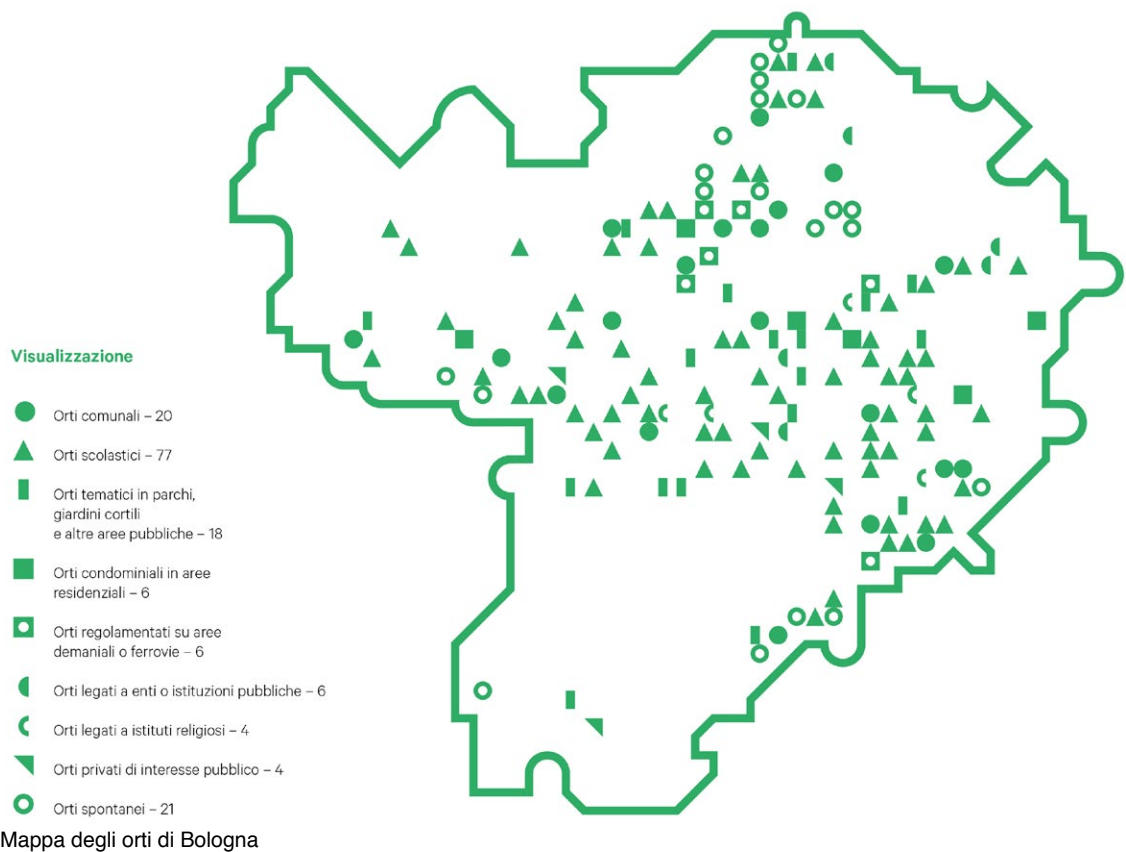 Visualizzazione
Orti comunali – 20
Orti scolastici – 77
Orti tematici in parchi,
giardini cortili
e altre aree pubbliche – 18
Orti condominiali in aree
residenziali – 6
Orti regolamentati su aree
demaniali o ferrovie – 6
Orti legati a enti o istituzioni pubbliche – 6
Orti legati a istituti religiosi – 4
Orti privati di interesse pubblico – 4
Orti spontanei – 21
Mappa degli orti di Bologna